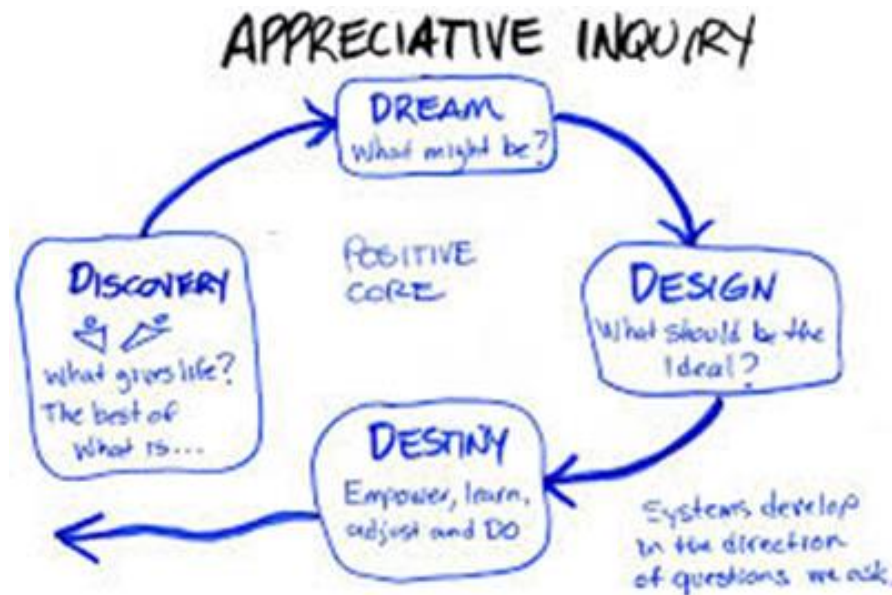 APPRECIATIVE INQUIRY
DREAM
What might be?
POSITIVE
CORE
DISCOVERY
What gives life?
The best of
What is...
DESIGN
What should be the
Ideal?
DESTINY
Empower, learn,
adjust and DO
Systems develop
in the direction
of questions we ask.